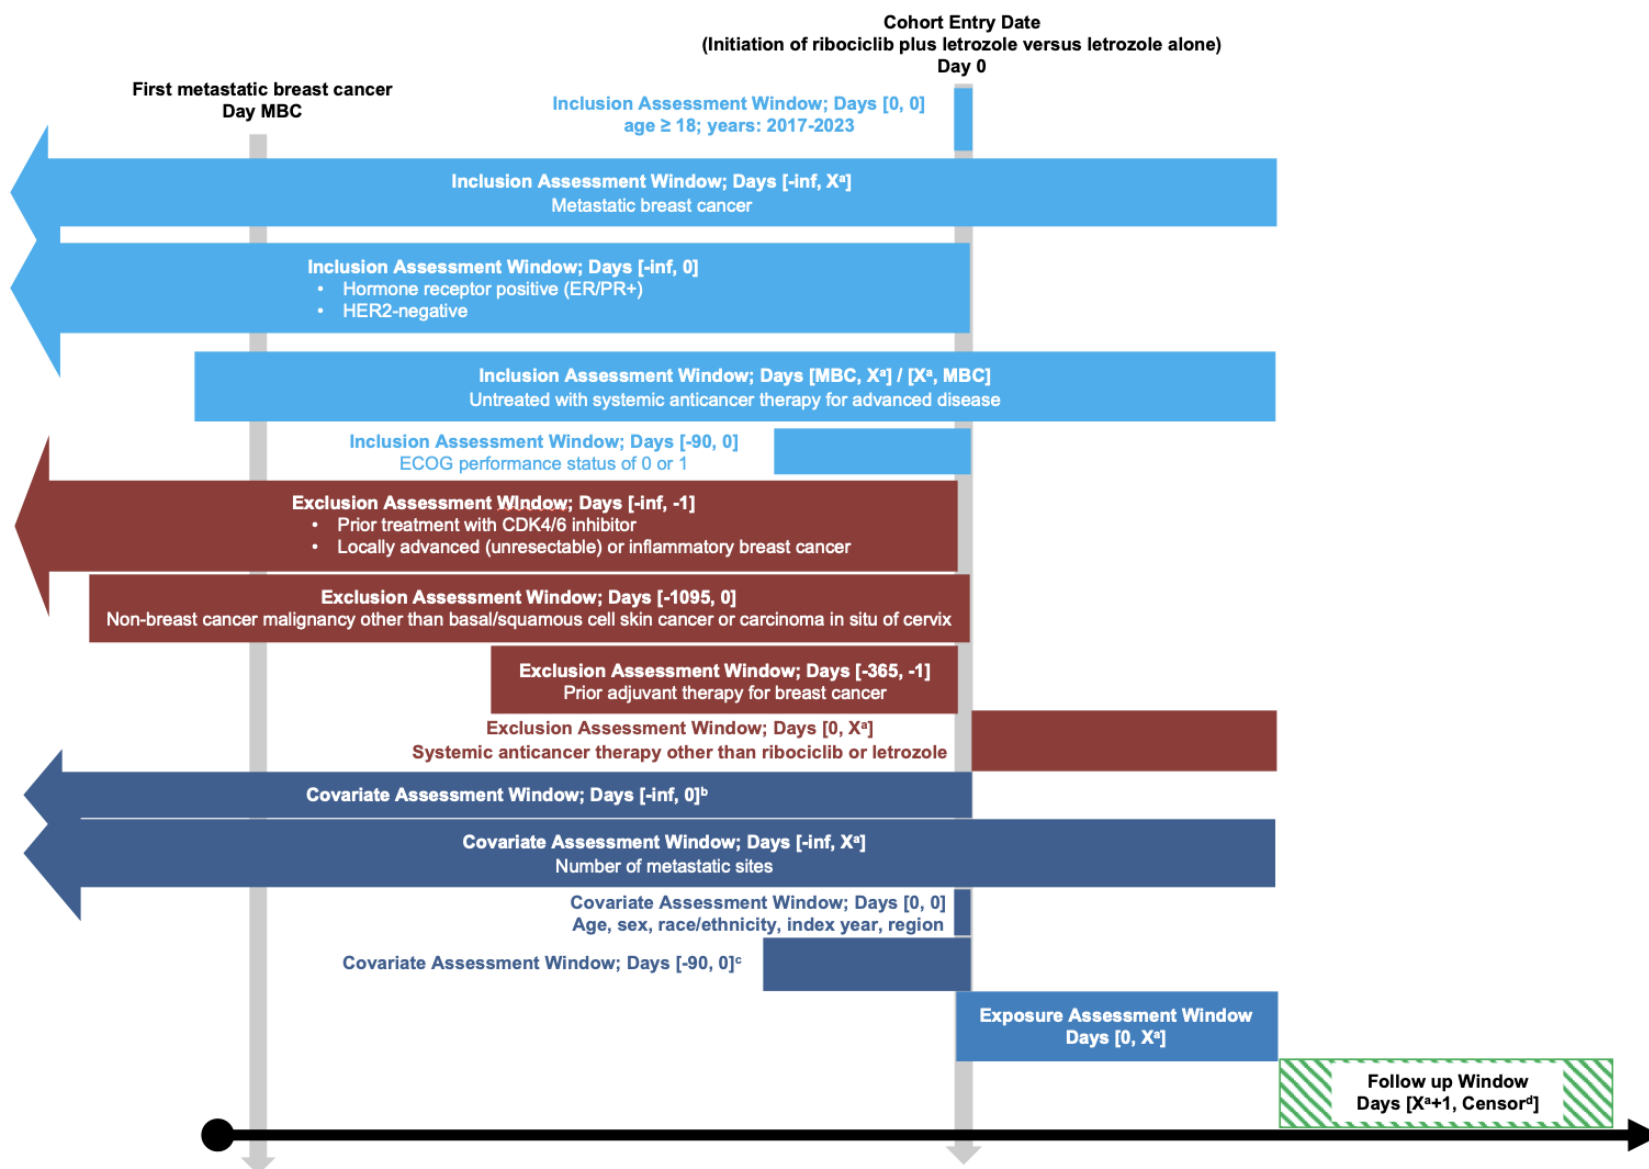 Cohort Entry Date
(Initiation of ribociclib plus letrozole versus letrozole alone)
Day 0
First metastatic breast cancer
Day MBC
Inclusion Assessment Window; Days [0, 0]
age ≥ 18; years: 2017-2023
Inclusion Assessment Window; Days [-inf, Xᵃ]
Metastatic breast cancer
Inclusion Assessment Window; Days [-inf, 0]
• Hormone receptor positive (ER/PR+)
• HER2-negative
Inclusion Assessment Window; Days [MBC, Xᵃ] / [Xᵃ, MBC]
Untreated with systemic anticancer therapy for advanced disease
Inclusion Assessment Window; Days [-90, 0]
ECOG performance status of 0 or 1
Exclusion Assessment WIndow; Days [-inf, -1]
• Prior treatment with CDK4/6 inhibitor
• Locally advanced (unresectable) or inflammatory breast cancer
Exclusion Assessment Window; Days [-1095, 0]
Non-breast cancer malignancy other than basal/squamous cell skin cancer or carcinoma in situ of cervix
Exclusion Assessment Window; Days [-365, -1]
Prior adjuvant therapy for breast cancer
Exclusion Assessment Window; Days [0, Xᵃ]
Systemic anticancer therapy other than ribociclib or letrozole
Covariate Assessment Window; Days [-inf, 0]ᵇ
Covariate Assessment Window; Days [-inf, Xᵃ]
Number of metastatic sites
Covariate Assessment Window; Days [0, 0]
Age, sex, race/ethnicity, index year, region
Covariate Assessment Window; Days [-90, 0]ᶜ
Exposure Assessment Window
Days [0, Xᵃ]
Follow up Window
Days [Xᵃ+1, Censorᵈ]